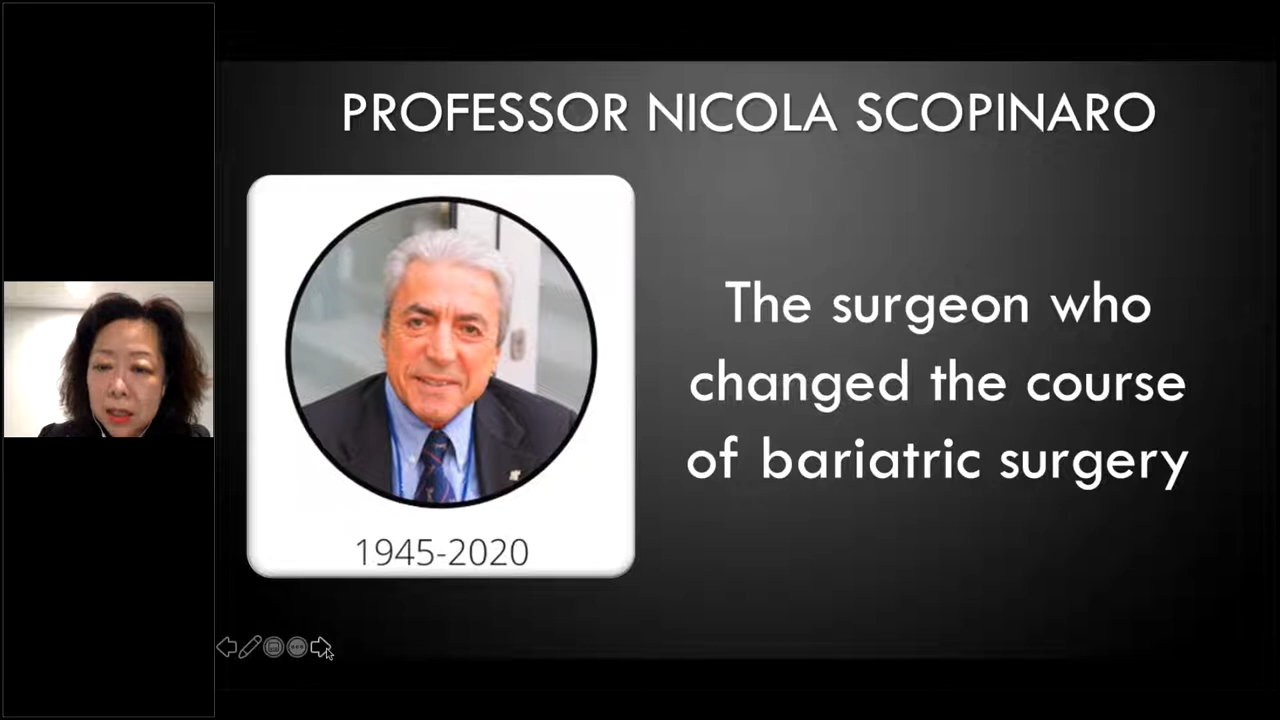 PROFESSOR NICOLA SCOPINARO
The surgeon who
changed the course
of bariatric surgery
1945-2020